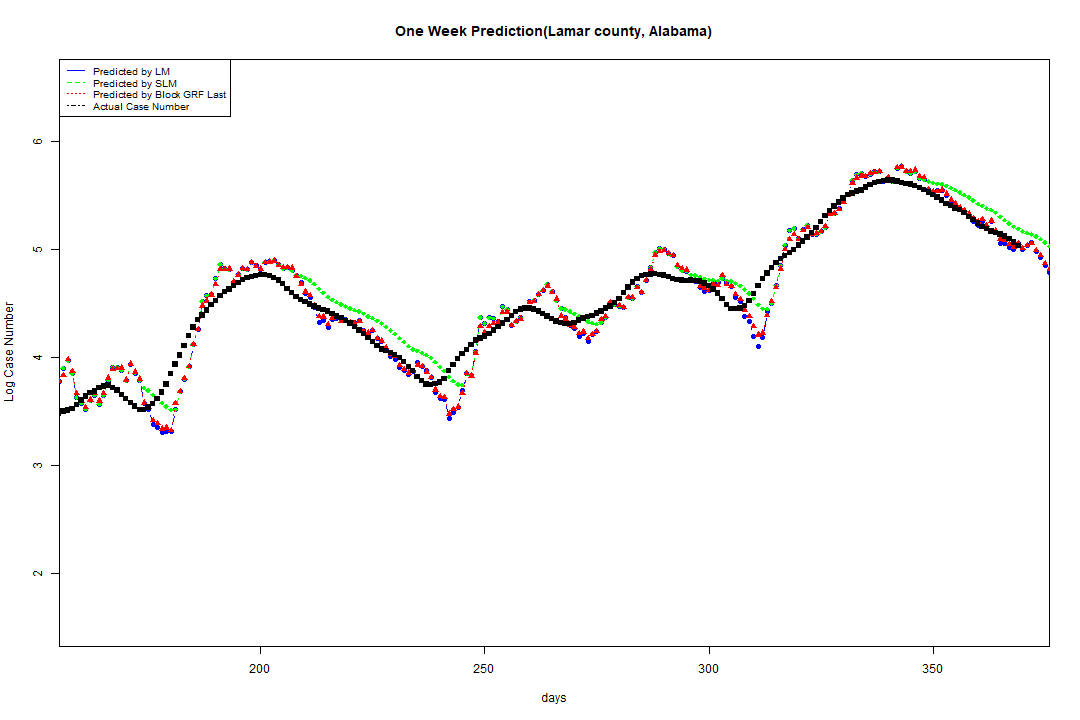 One Week Prediction(Lamar county, Alabama)
Predicted by LM
Predicted by SLM
Predicted by Block GRF Last
Actual Case Number
6
5
4
3
2
Log Case Number
200 250 300 350
days